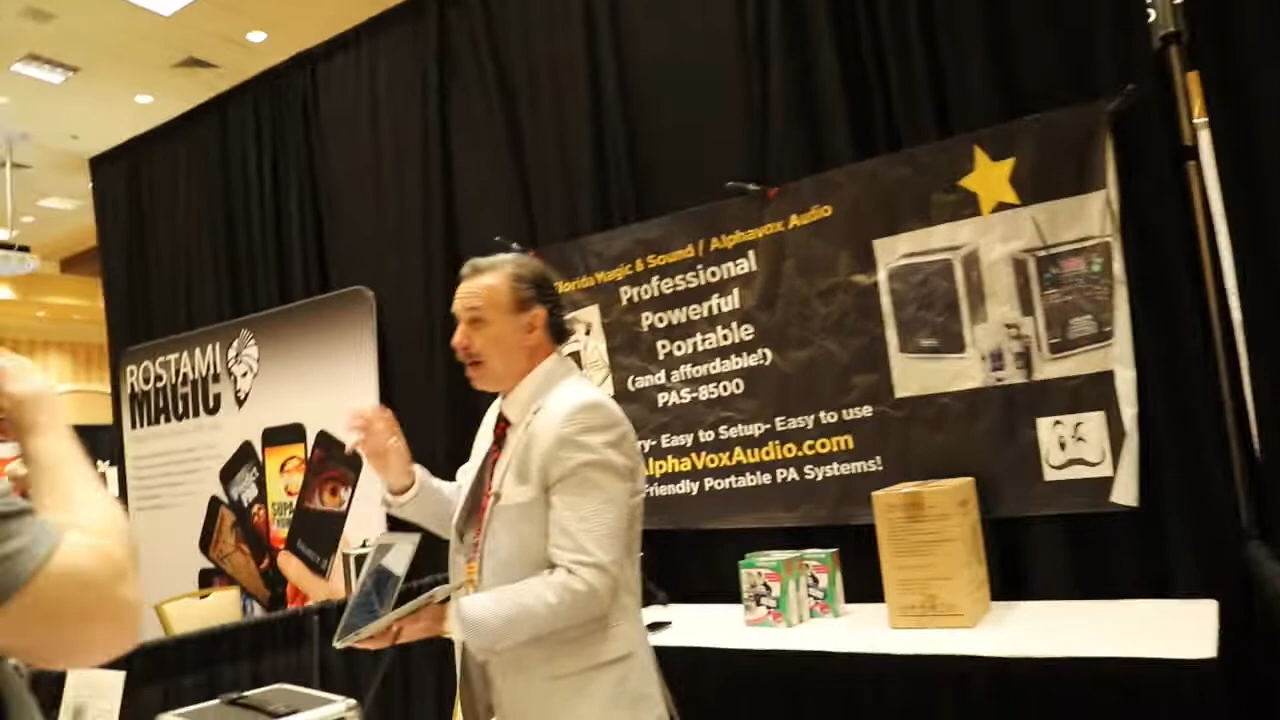 ROSTAMI
MAGIC
Florida Magic & Sound / Alphavox Audio
Professional
Powerful
Portable
(and affordable!)
PAS-8500
Easy to Setup- Easy to use
AlphaVoxAudio.com
Friendly Portable PA Systems!